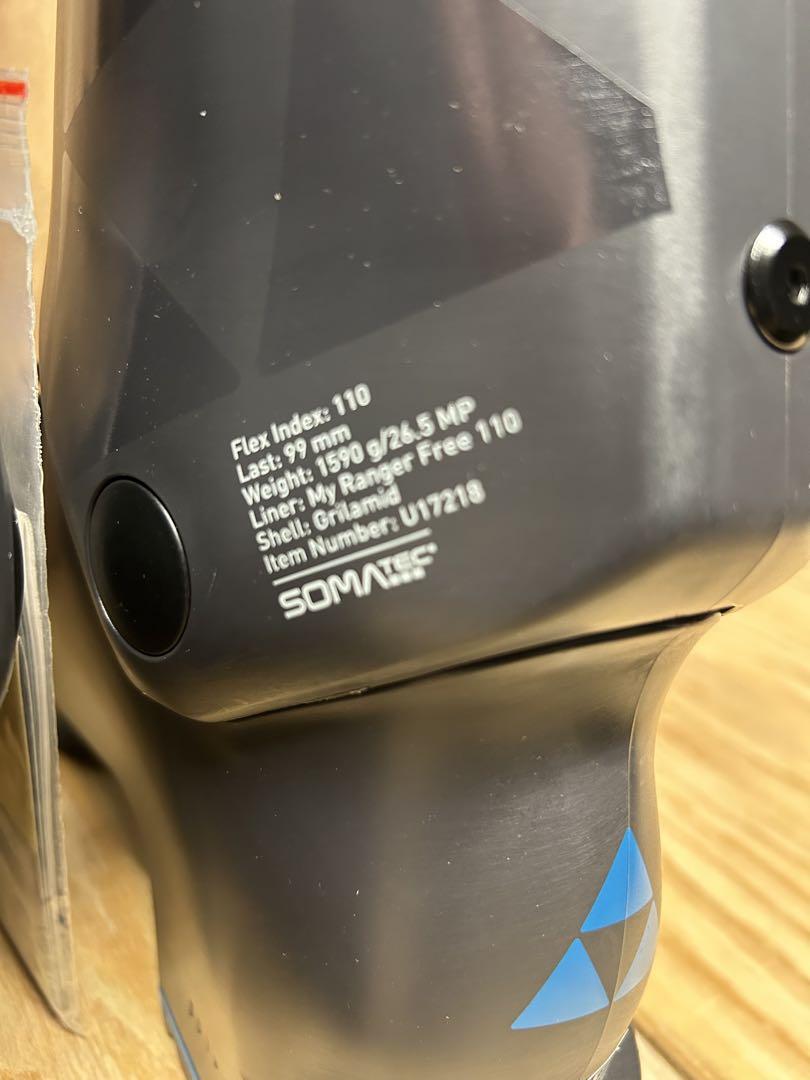 Flex Index: 110
Last: 99 mm
Weight: 1590 g/26.5 MP
Liner: My Ranger Free 110
Shell: Grilamid
Item Number: U17218
SOMATEC